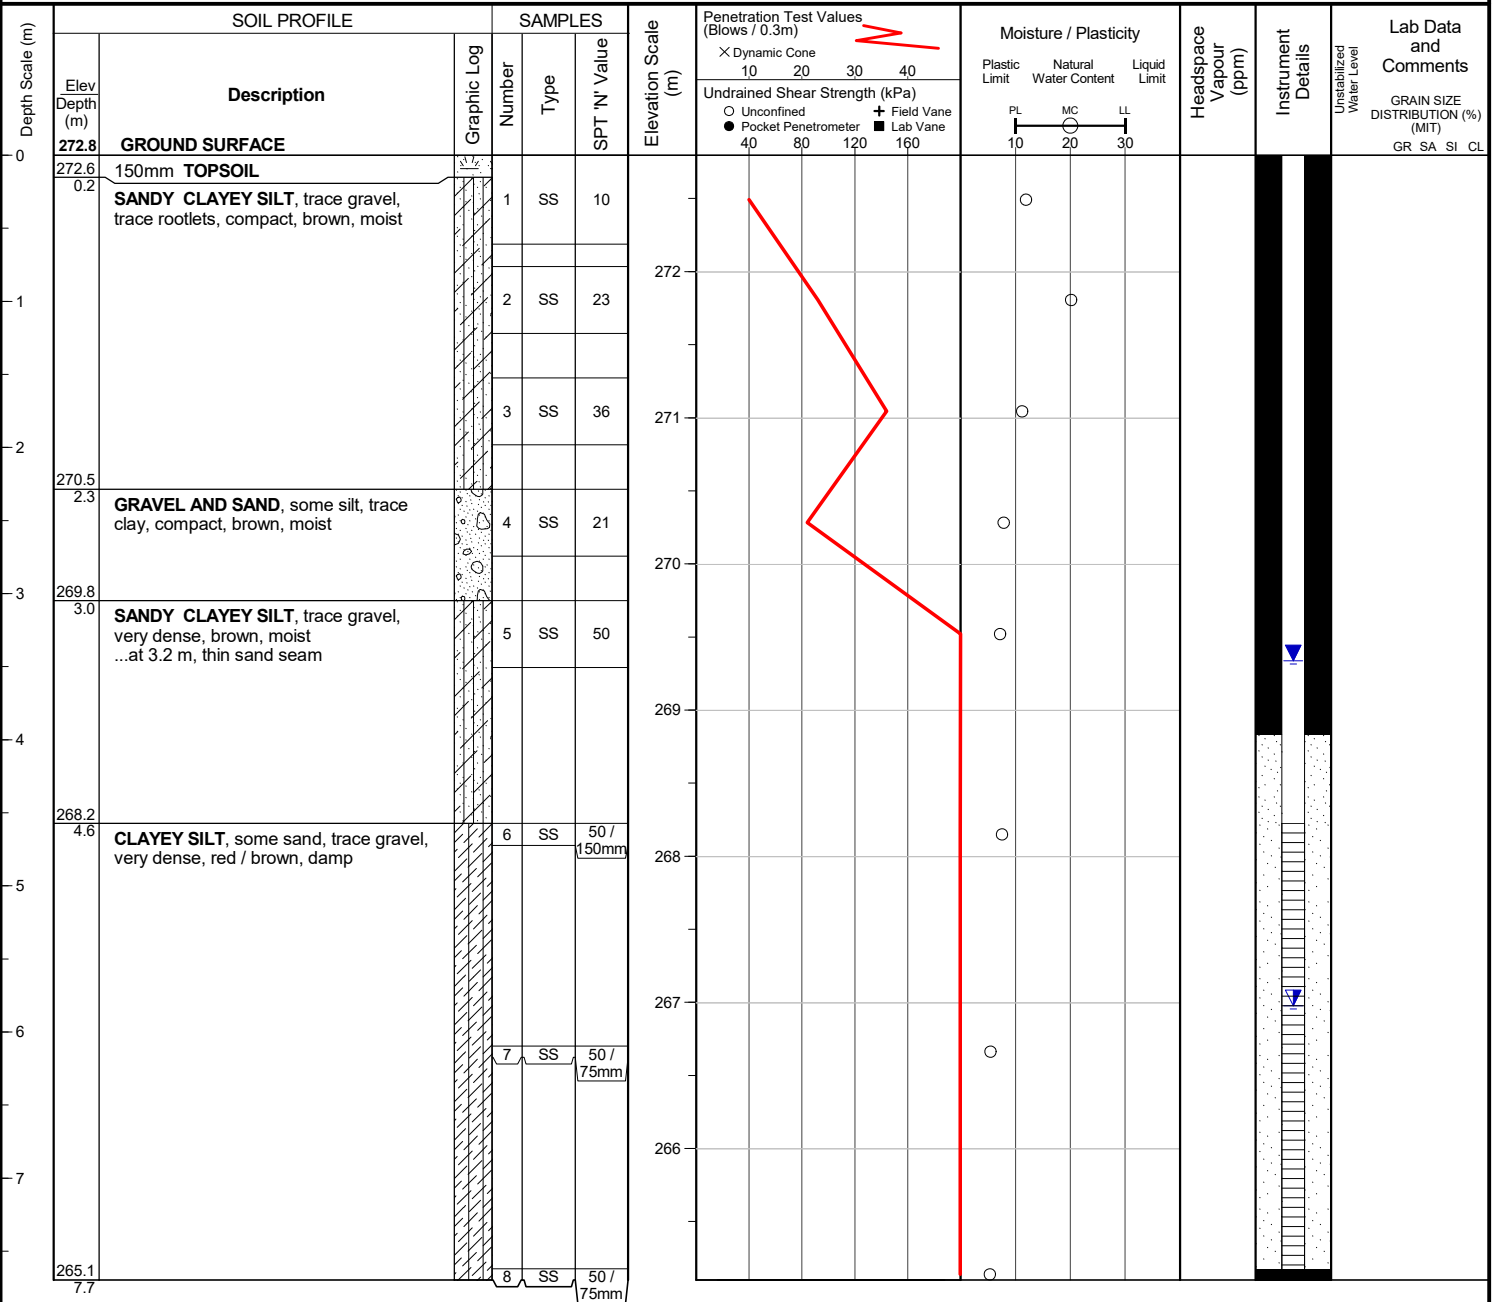 SOIL PROFILE
SAMPLES
Depth Scale (m)
Elev
Depth
(m)
Description
Graphic Log
Number
Type
SPT 'N' Value
Elevation Scale
(m)
Penetration Test Values
(Blows / 0.3m)
× Dynamic Cone
10 20 30 40
Undrained Shear Strength (kPa)
Unconfined
Field Vane
Pocket Penetrometer
Lab Vane
40 80 120 160
Moisture / Plasticity
Plastic
Limit
Natural
Water Content
Liquid
Limit
PL MC LL
10 20 30
Headspace
Vapour
(ppm)
Instrument
Details
Unstabilized
Water Level
Lab Data
and
Comments
GRAIN SIZE
DISTRIBUTION (%)
(MIT)
GR SA SI CL
272.8 GROUND SURFACE
0
272.6 150mm TOPSOIL
0.2
SANDY CLAYEY SILT, trace gravel,
trace rootlets, compact, brown, moist
1 SS 10
272
1
2 SS 23
3 SS 36
271
2
270.5
2.3
GRAVEL AND SAND, some silt, trace
clay, compact, brown, moist
4 SS 21
270
3
269.8
3.0
SANDY CLAYEY SILT, trace gravel,
very dense, brown, moist
...at 3.2 m, thin sand seam
5 SS 50
269
4
268.2
4.6
CLAYEY SILT, some sand, trace gravel,
very dense, red / brown, damp
6 SS 50 /
150mm
268
5
267
6
7 SS 50 /
75mm
266
7
265.1
7.7
8 SS 50 /
75mm